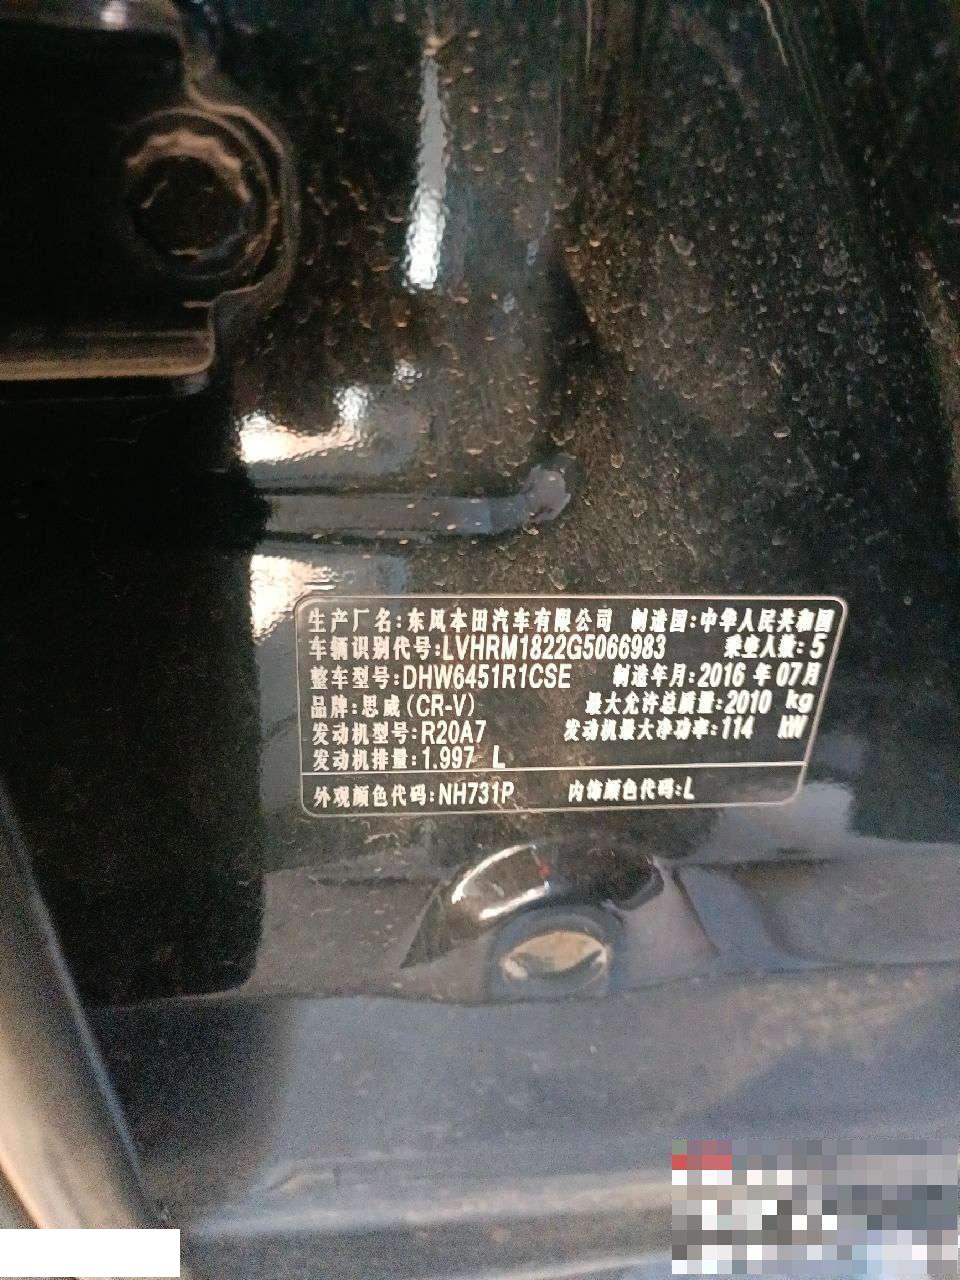 生产厂名:东风本田汽车有限公司 制造国:中华人民共和国
车辆识别代号:LVHRM1822G5066983 乘坐人数:5
整车型号:DHW6451R1CSE 制造年月:2016 年 07月
品牌:思威(CR-V) 最大允许总质量:2010 kg
发动机型号:R20A7 发动机最大净功率:114 kW
发动机排量:1.997 L
外观颜色代码:NH731P 内饰颜色代码:L